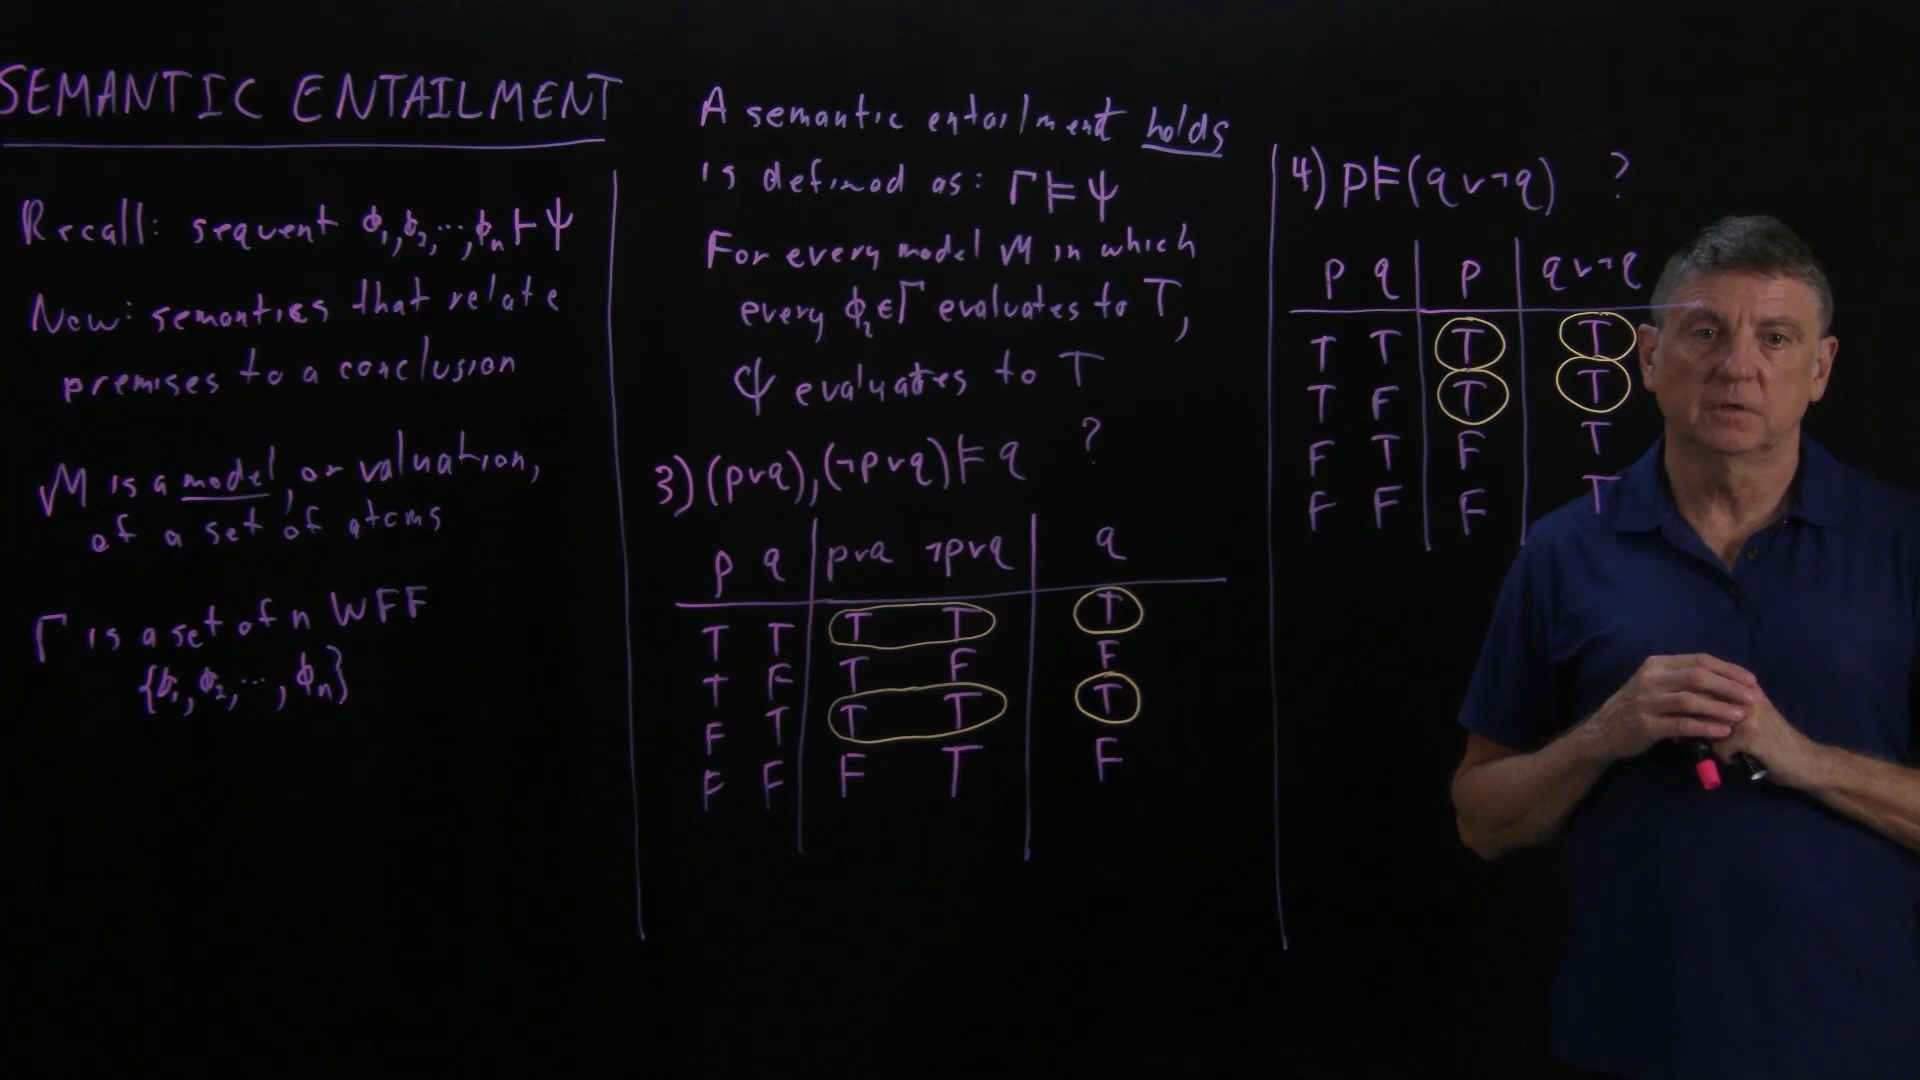 SEMANTIC ENTAILMENT
Recall: sequent ϕ₁,ϕ₂,...,ϕn ⊢ ψ
New: semantics that relate
premises to a conclusion
M is a model, or valuation,
of a set of atoms
Γ is a set of n WFF
{ϕ₁,ϕ₂,...,ϕn}
A semantic entailment holds
is defined as: Γ ⊨ ψ
For every model M in which
every ϕᵢ ∈ Γ evaluates to T,
ψ evaluates to T
3) (p∨q),(¬p∨q) ⊨ q ?
p q p∨q ¬p∨q q
T T T T T
T F T F F
F T T T T
F F F T F
4) p ⊨ (q∨¬q) ?
p q p q∨¬q
T T T T
T F T T
F T F T
F F F T